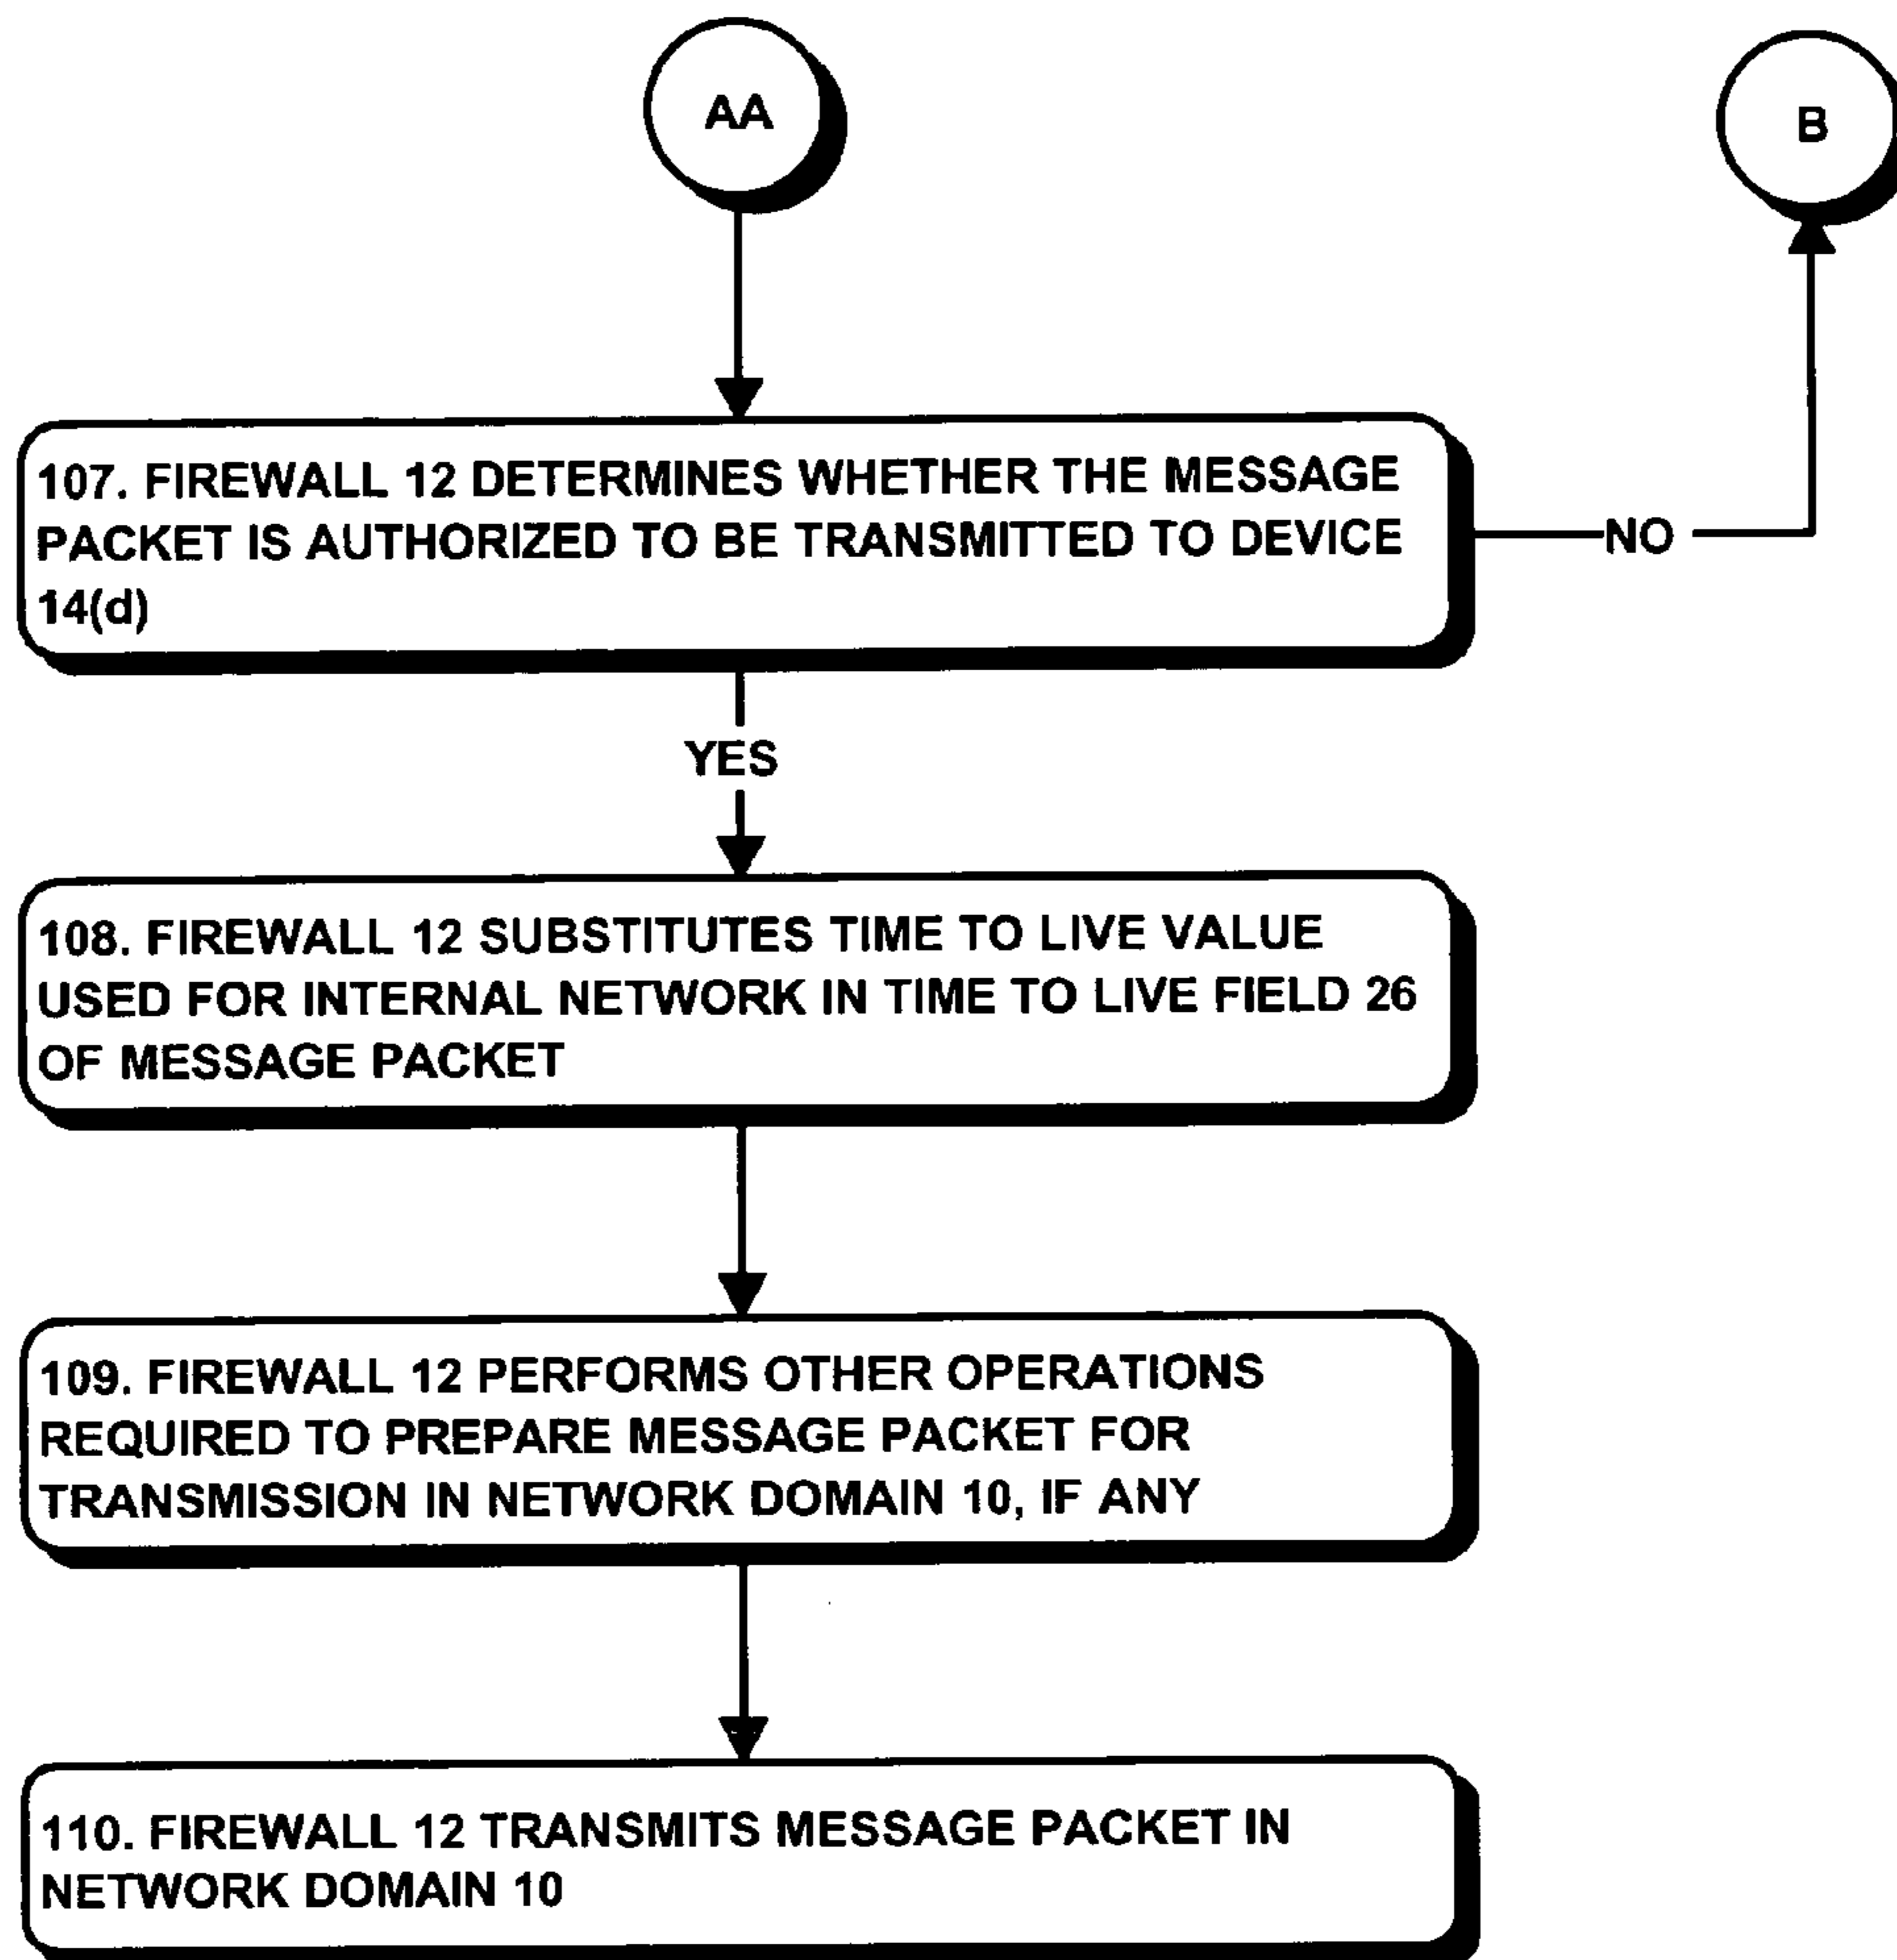 AA
B
107. FIREWALL 12 DETERMINES WHETHER THE MESSAGE
PACKET IS AUTHORIZED TO BE TRANSMITTED TO DEVICE
14(d)
NO
YES
108. FIREWALL 12 SUBSTITUTES TIME TO LIVE VALUE
USED FOR INTERNAL NETWORK IN TIME TO LIVE FIELD 26
OF MESSAGE PACKET
109. FIREWALL 12 PERFORMS OTHER OPERATIONS
REQUIRED TO PREPARE MESSAGE PACKET FOR
TRANSMISSION IN NETWORK DOMAIN 10, IF ANY
110. FIREWALL 12 TRANSMITS MESSAGE PACKET IN
NETWORK DOMAIN 10